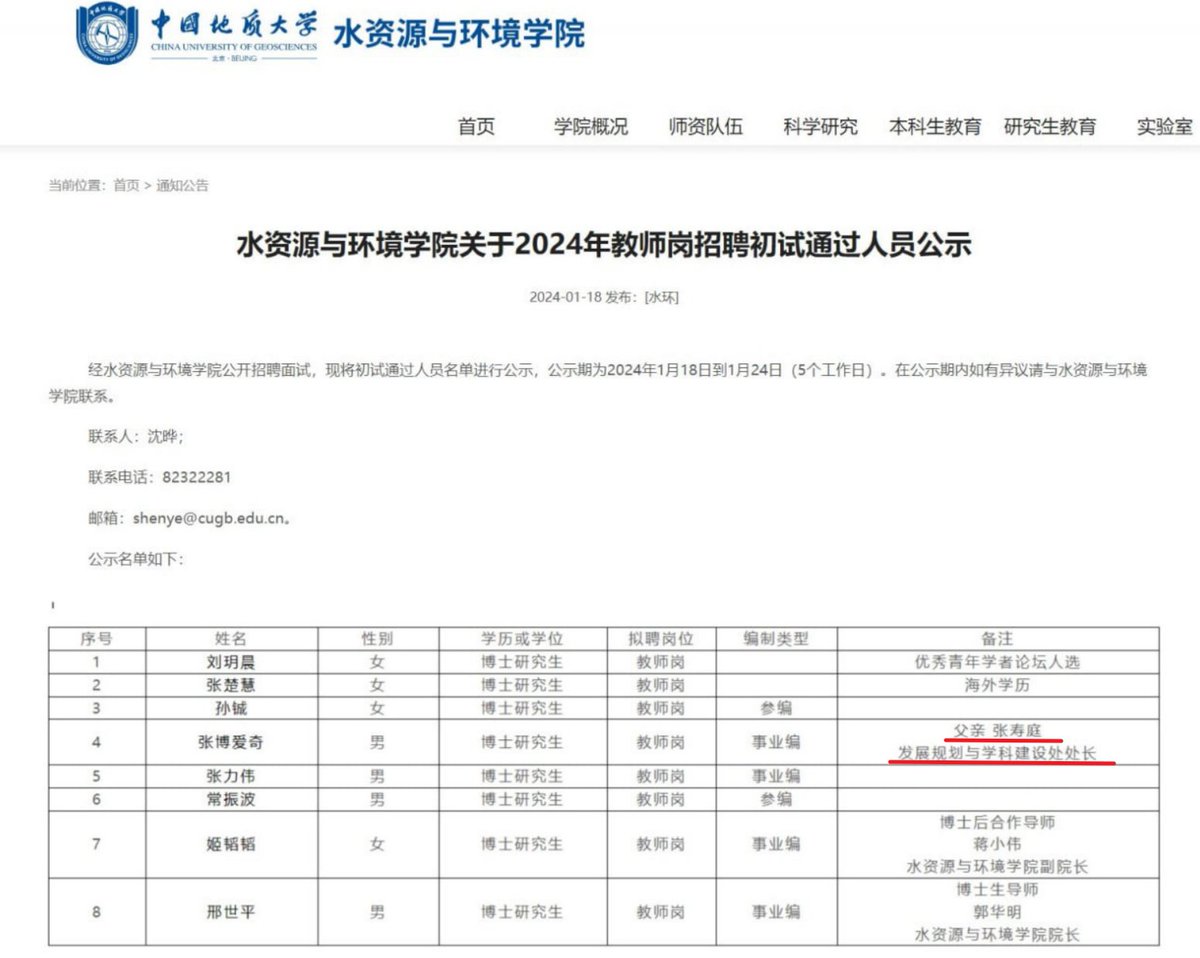 中国地质大学
CHINA UNIVERSITY OF GEOSCIENCES
北京·BEIJING
水资源与环境学院
首页 学院概况 师资队伍 科学研究 本科生教育 研究生教育 实验室
当前位置：首页 > 通知公告
水资源与环境学院关于2024年教师岗招聘初试通过人员公示
2024-01-18 发布：[水环]
经水资源与环境学院公开招聘面试，现将初试通过人员名单进行公示，公示期为2024年1月18日到1月24日（5个工作日）。在公示期内如有异议请与水资源与环境
学院联系。
联系人：沈晔；
联系电话：82322281
邮箱：shenye@cugb.edu.cn。
公示名单如下：
序号 姓名 性别 学历或学位 拟聘岗位 编制类型 备注
1 刘玥晨 女 博士研究生 教师岗 优秀青年学者论坛人选
2 张楚慧 女 博士研究生 教师岗 海外学历
3 孙铖 女 博士研究生 教师岗 参编
4 张博爱奇 男 博士研究生 教师岗 事业编 父亲 张寿庭
发展规划与学科建设处处长
5 张力伟 男 博士研究生 教师岗 事业编
6 常振波 男 博士研究生 教师岗 参编
7 姬韬韬 女 博士研究生 教师岗 事业编 博士后合作导师
蒋小伟
水资源与环境学院副院长
8 邢世平 男 博士研究生 教师岗 事业编 博士生导师
郭华明
水资源与环境学院院长